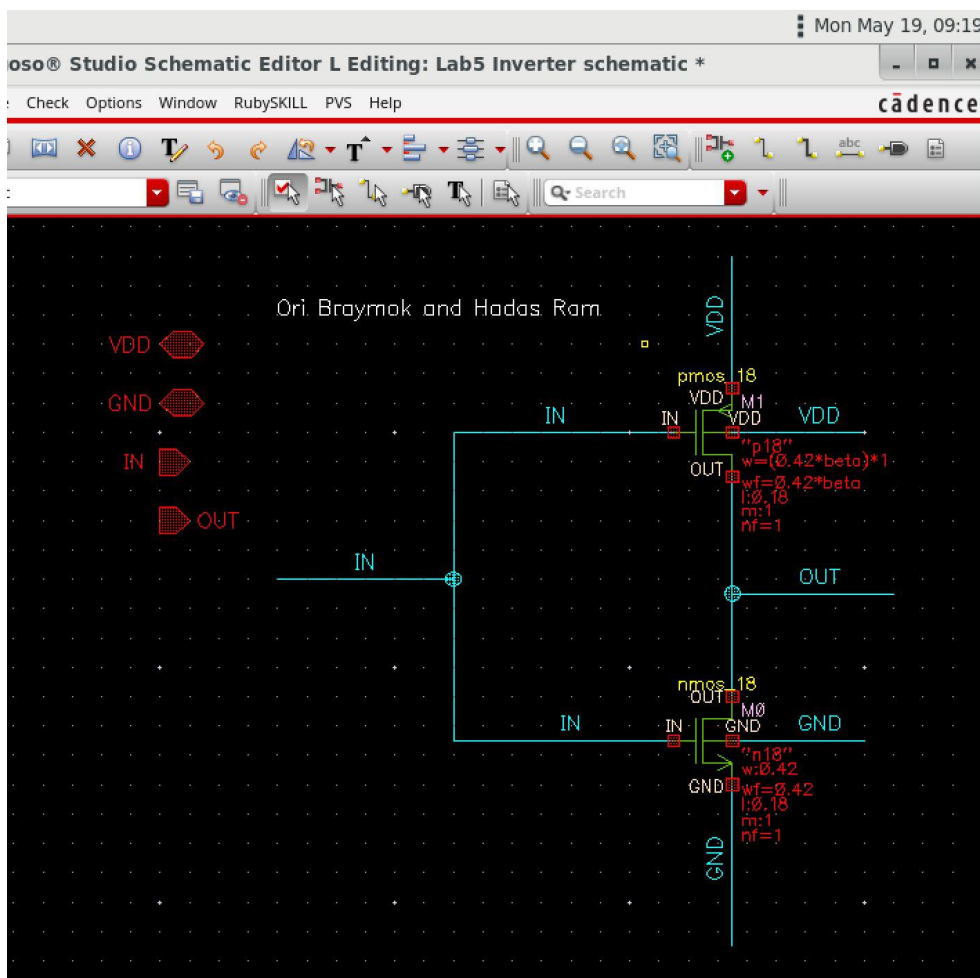 Mon May 19, 09:19
oso® Studio Schematic Editor L Editing: Lab5 Inverter schematic *
Check Options Window RubySKILL PVS Help
cādence
abc
Search
Ori Braymok and Hadas Ram
VDD
VDD
GND
IN
OUT
pmos_18
VDD
M1
IN
IN
VDD
VDD
"p18"
w=(0.42*beta)*1
OUT
wf=0.42*beta
l:0.18
m:1
nf=1
IN
OUT
nmos_18
OUT
M0
IN
IN
GND
GND
"n18"
w:0.42
GND
wf=0.42
l:0.18
m:1
nf=1
GND